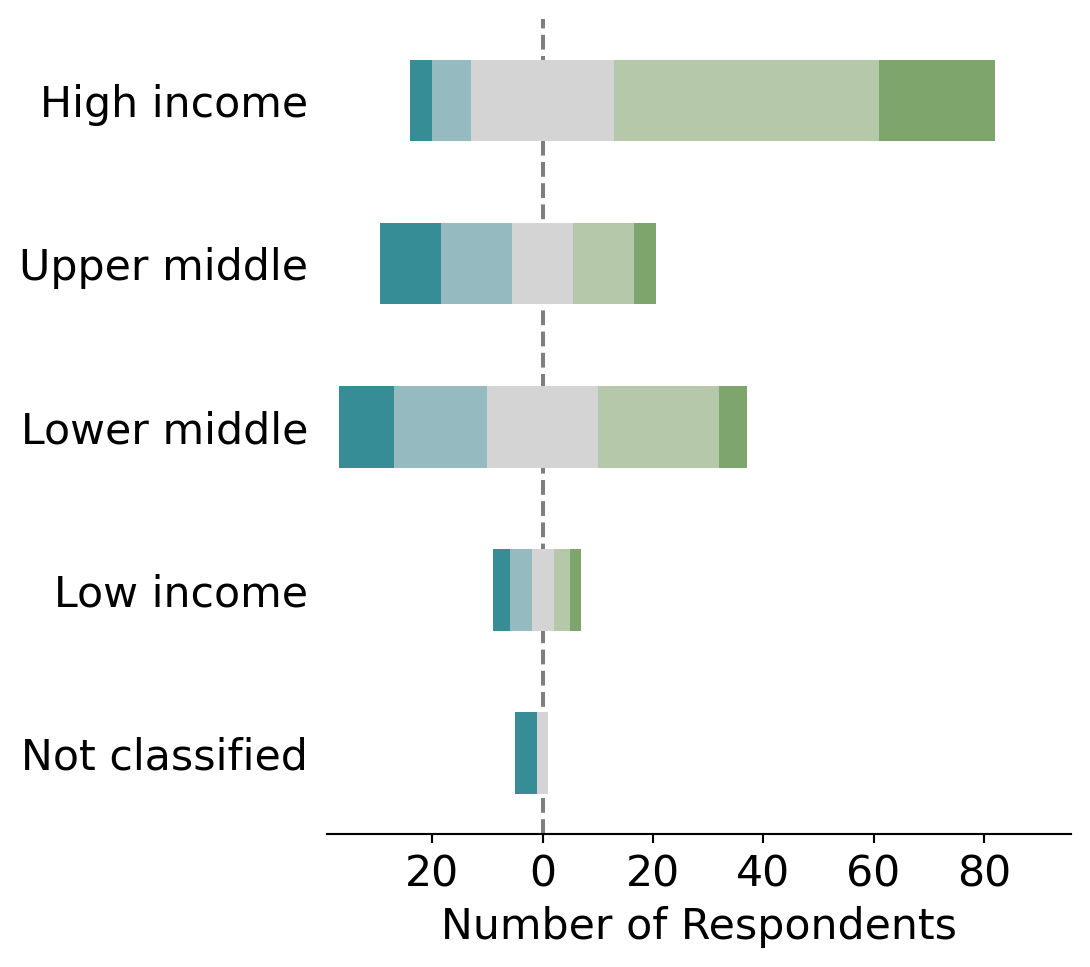 High income
Upper middle
Lower middle
Low income
Not classified
20 0 20 40 60 80
Number of Respondents